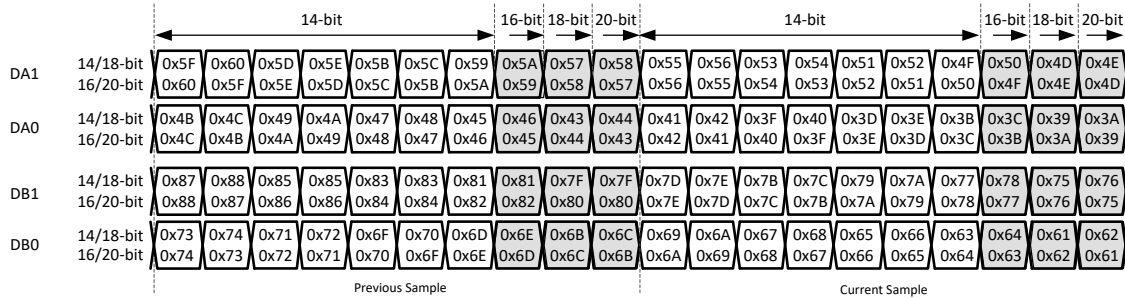 14-bit 16-bit 18-bit 20-bit 14-bit 16-bit 18-bit 20-bit
DA1
14/18-bit 0x5F 0x60 0x5D 0x5E 0x5B 0x5C 0x59 0x5A 0x57 0x58 0x55 0x56 0x53 0x54 0x51 0x52 0x4F 0x50 0x4D 0x4E
16/20-bit 0x60 0x5F 0x5E 0x5D 0x5C 0x5B 0x5A 0x59 0x58 0x57 0x56 0x55 0x54 0x53 0x52 0x51 0x50 0x4F 0x4E 0x4D
DA0
14/18-bit 0x4B 0x4C 0x49 0x4A 0x47 0x48 0x45 0x46 0x43 0x44 0x41 0x42 0x3F 0x40 0x3D 0x3E 0x3B 0x3C 0x39 0x3A
16/20-bit 0x4C 0x4B 0x4A 0x49 0x48 0x47 0x46 0x45 0x44 0x43 0x42 0x41 0x40 0x3F 0x3E 0x3D 0x3C 0x3B 0x3A 0x39
DB1
14/18-bit 0x87 0x88 0x85 0x85 0x83 0x83 0x81 0x81 0x7F 0x7F 0x7D 0x7E 0x7B 0x7C 0x79 0x7A 0x77 0x78 0x75 0x76
16/20-bit 0x88 0x87 0x86 0x86 0x84 0x84 0x82 0x82 0x80 0x80 0x7E 0x7D 0x7C 0x7B 0x7A 0x79 0x78 0x77 0x76 0x75
DB0
14/18-bit 0x73 0x74 0x71 0x72 0x6F 0x70 0x6D 0x6E 0x6B 0x6C 0x69 0x6A 0x67 0x68 0x65 0x66 0x63 0x64 0x61 0x62
16/20-bit 0x74 0x73 0x72 0x71 0x70 0x6F 0x6E 0x6D 0x6C 0x6B 0x6A 0x69 0x68 0x67 0x66 0x65 0x64 0x63 0x62 0x61
Previous Sample Current Sample